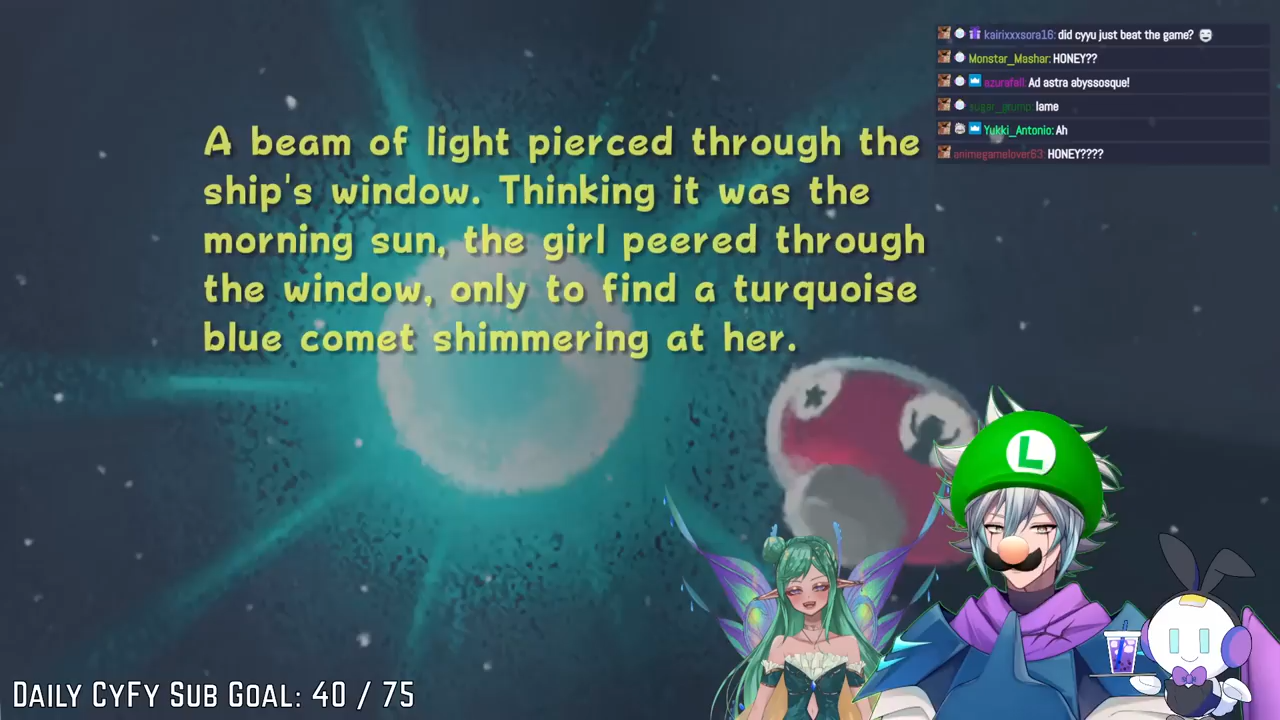 A beam of light pierced through the
ship's window. Thinking it was the
morning sun, the girl peered through
the window, only to find a turquoise
blue comet shimmering at her.
kairixxxsora16: did cyyu just beat the game?
Monstar_Mashar: HONEY??
azurafall: Ad astra abyssosque!
lame
Yukki_Antonio: Ah
animegamelover63: HONEY????
L
DAILY CYFY SUB GOAL: 40 / 75